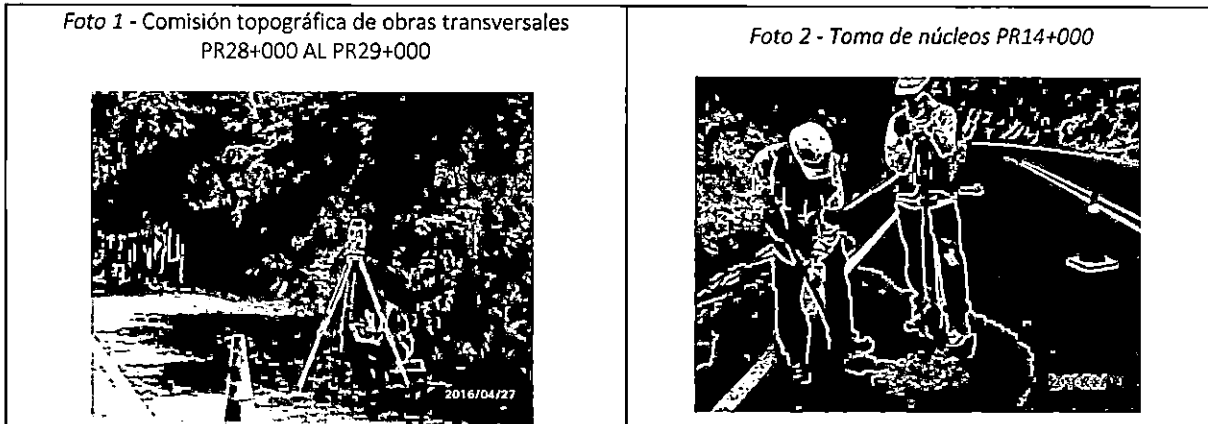 Foto 1 - Comisión topográfica de obras transversales
PR28+000 AL PR29+000
Foto 2 - Toma de núcleos PR14+000
2016/04/27